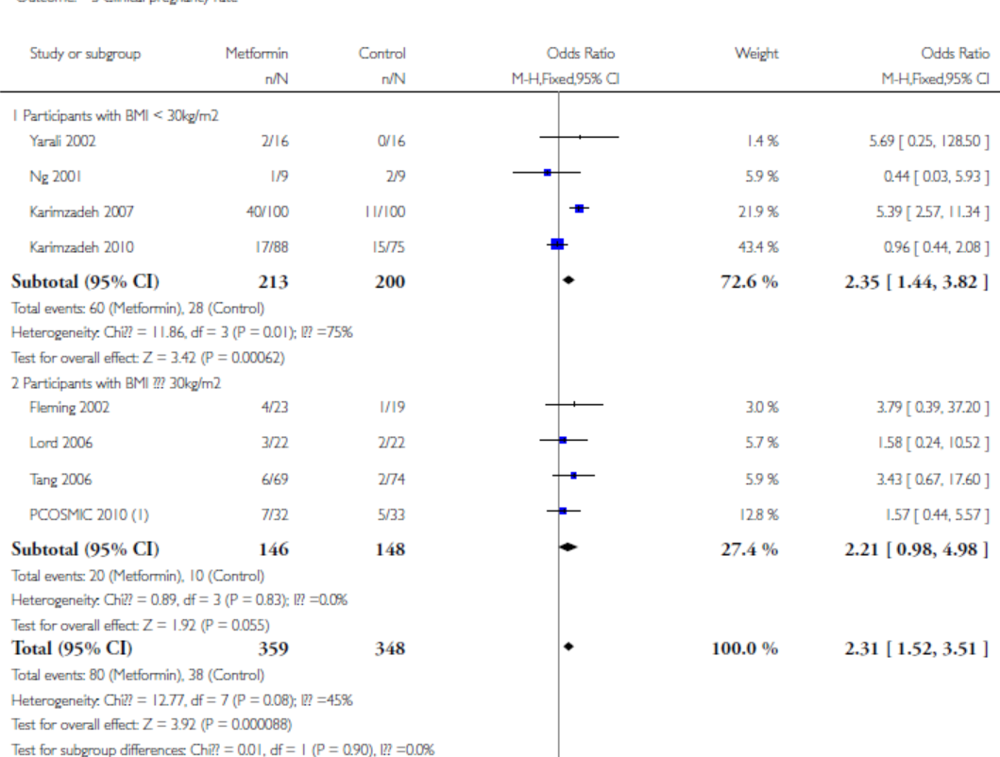 Outcome: 3 Clinical pregnancy rate
Study or subgroup Metformin Control Odds Ratio Weight Odds Ratio
n/N n/N M-H,Fixed,95% CI M-H,Fixed,95% CI
1 Participants with BMI < 30kg/m2
Yarali 2002 2/16 0/16 1.4 % 5.69 [ 0.25, 128.50 ]
Ng 2001 1/9 2/9 5.9 % 0.44 [ 0.03, 5.93 ]
Karimzadeh 2007 40/100 11/100 21.9 % 5.39 [ 2.57, 11.34 ]
Karimzadeh 2010 17/88 15/75 43.4 % 0.96 [ 0.44, 2.08 ]
Subtotal (95% CI) 213 200 72.6 % 2.35 [ 1.44, 3.82 ]
Total events: 60 (Metformin), 28 (Control)
Heterogeneity: Chi?? = 11.86, df = 3 (P = 0.01); I?? =75%
Test for overall effect: Z = 3.42 (P = 0.00062)
2 Participants with BMI ??? 30kg/m2
Fleming 2002 4/23 1/19 3.0 % 3.79 [ 0.39, 37.20 ]
Lord 2006 3/22 2/22 5.7 % 1.58 [ 0.24, 10.52 ]
Tang 2006 6/69 2/74 5.9 % 3.43 [ 0.67, 17.60 ]
PCOSMIC 2010 (1) 7/32 5/33 12.8 % 1.57 [ 0.44, 5.57 ]
Subtotal (95% CI) 146 148 27.4 % 2.21 [ 0.98, 4.98 ]
Total events: 20 (Metformin), 10 (Control)
Heterogeneity: Chi?? = 0.89, df = 3 (P = 0.83); I?? =0.0%
Test for overall effect: Z = 1.92 (P = 0.055)
Total (95% CI) 359 348 100.0 % 2.31 [ 1.52, 3.51 ]
Total events: 80 (Metformin), 38 (Control)
Heterogeneity: Chi?? = 12.77, df = 7 (P = 0.08); I?? =45%
Test for overall effect: Z = 3.92 (P = 0.000088)
Test for subgroup differences: Chi?? = 0.01, df = 1 (P = 0.90), I?? =0.0%